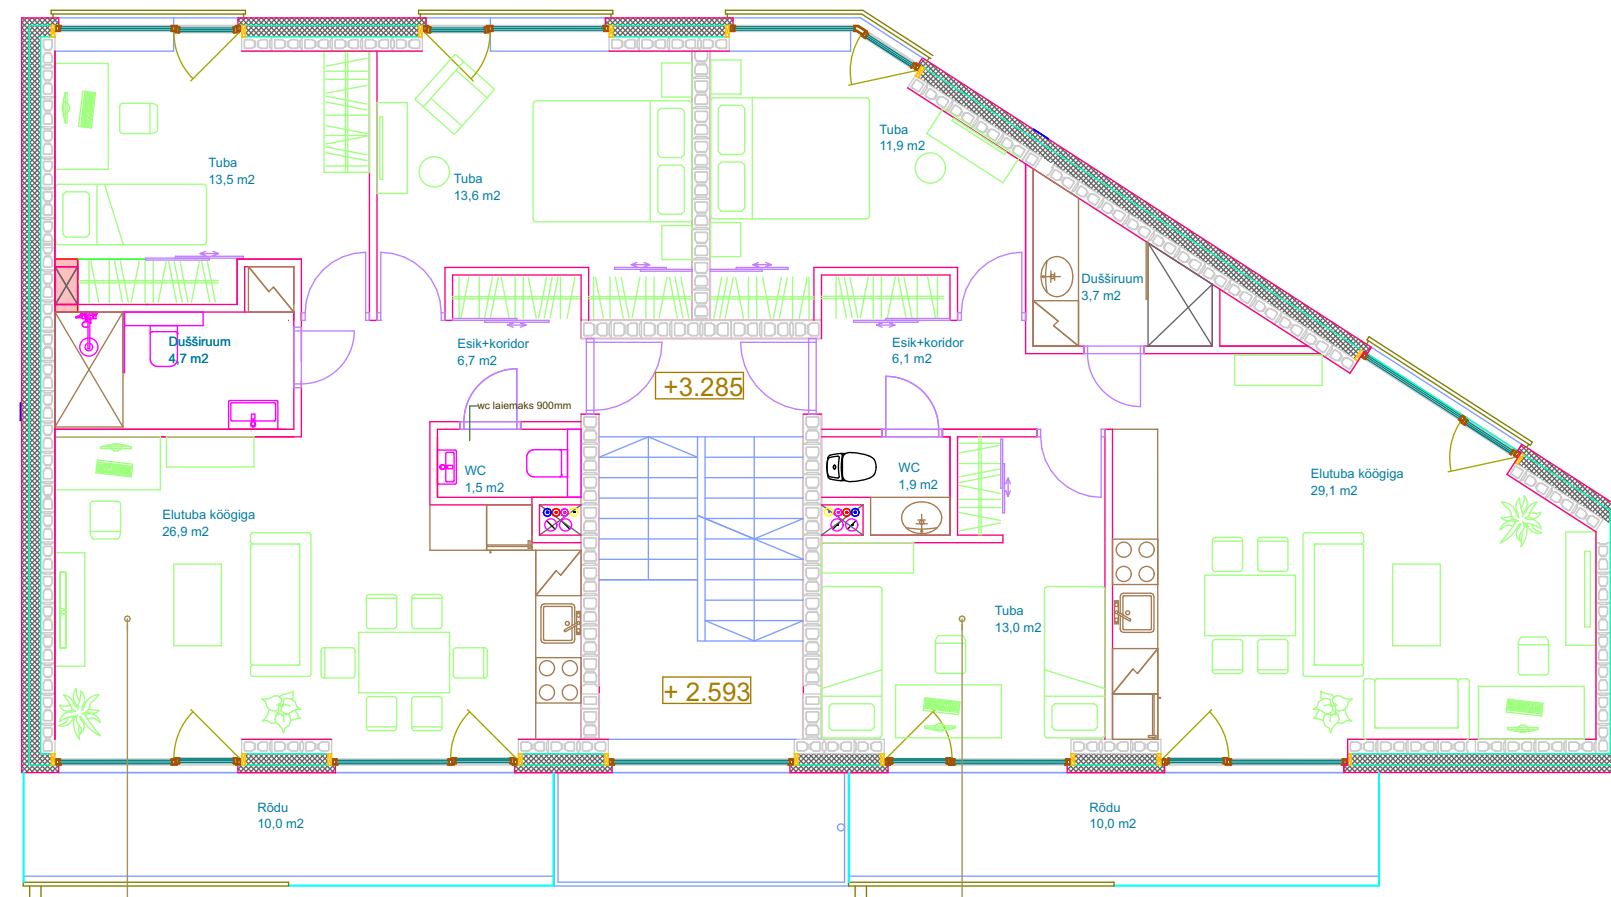 Tuba
13,5 m2
Tuba
13,6 m2
Tuba
11,9 m2
Dušširuum
3,7 m2
Dušširuum
4,7 m2
Esik+koridor
6,7 m2
Esik+koridor
6,1 m2
+3.285
wc laiemaks 900mm
WC
1,5 m2
WC
1,9 m2
Elutuba köögiga
29,1 m2
Elutuba köögiga
26,9 m2
Tuba
13,0 m2
+ 2.593
Rõdu
10,0 m2
Rõdu
10,0 m2